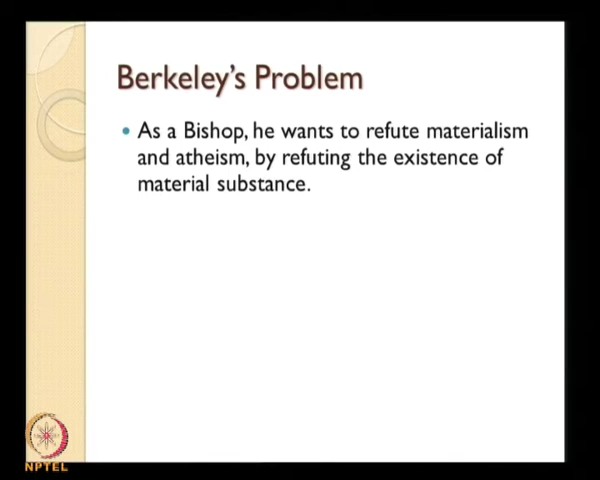 Berkeley's Problem
As a Bishop, he wants to refute materialism
and atheism, by refuting the existence of
material substance.
NPTEL